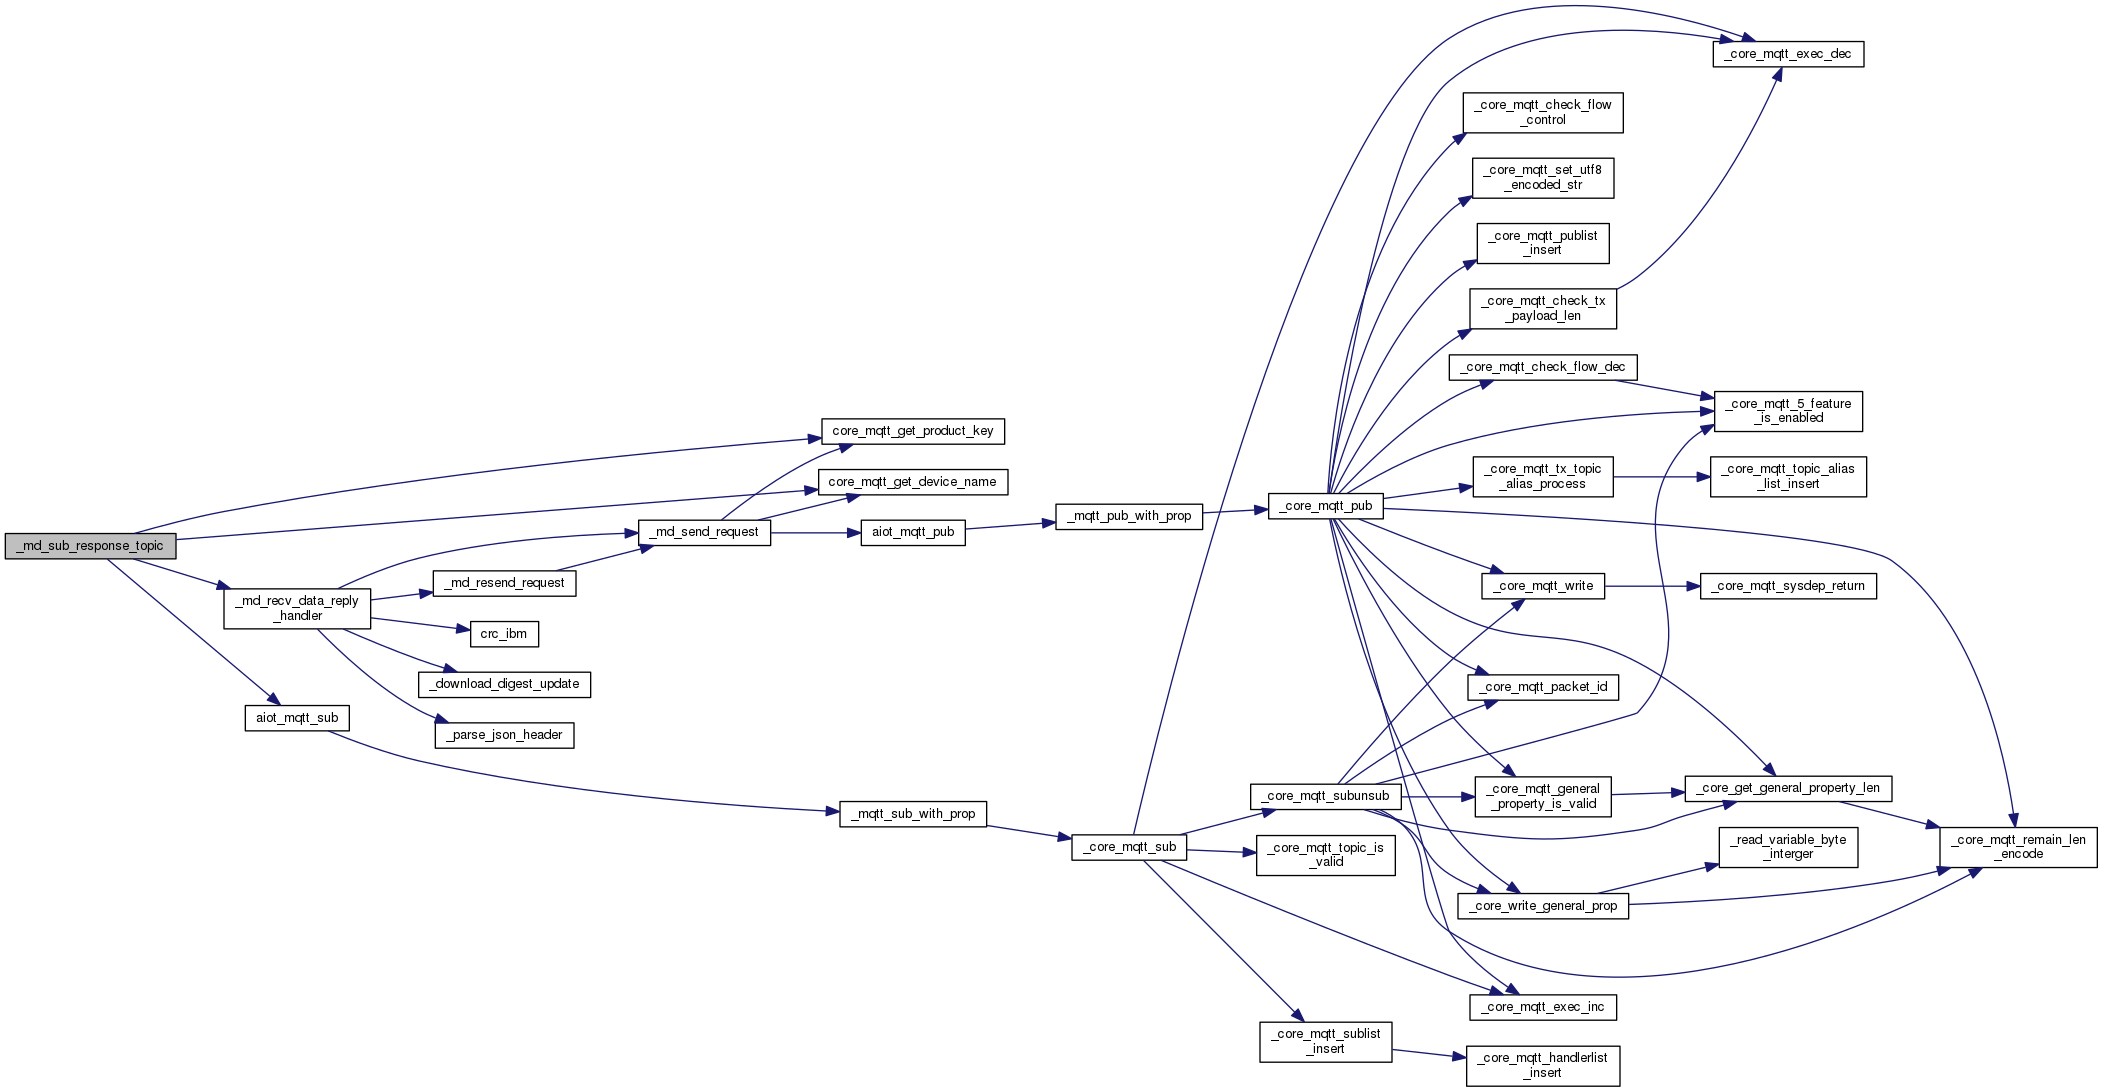 _md_sub_response_topic
_md_recv_data_reply
_handler
aiot_mqtt_sub
_md_resend_request
crc_ibm
_download_digest_update
_parse_json_header
_md_send_request
core_mqtt_get_product_key
core_mqtt_get_device_name
aiot_mqtt_pub
_mqtt_sub_with_prop
_mqtt_pub_with_prop
_core_mqtt_sub
_core_mqtt_pub
_core_mqtt_subunsub
_core_mqtt_topic_is
_valid
_core_mqtt_sublist
_insert
_core_mqtt_check_flow
_control
_core_mqtt_set_utf8
_encoded_str
_core_mqtt_publist
_insert
_core_mqtt_check_tx
_payload_len
_core_mqtt_check_flow_dec
_core_mqtt_tx_topic
_alias_process
_core_mqtt_write
_core_mqtt_packet_id
_core_mqtt_general
_property_is_valid
_core_write_general_prop
_core_mqtt_exec_inc
_core_mqtt_handlerlist
_insert
_core_mqtt_exec_dec
_core_mqtt_5_feature
_is_enabled
_core_mqtt_topic_alias
_list_insert
_core_mqtt_sysdep_return
_core_get_general_property_len
_read_variable_byte
_interger
_core_mqtt_remain_len
_encode